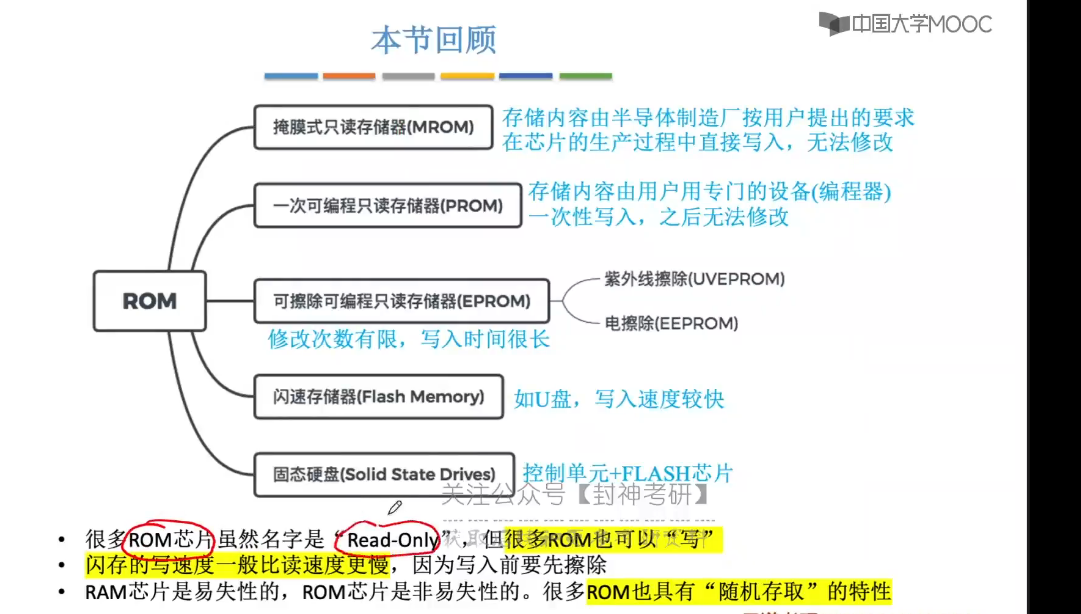 中国大学MOOC
本节回顾
掩膜式只读存储器(MROM)
存储内容由半导体制造厂按用户提出的要求
在芯片的生产过程中直接写入，无法修改
一次可编程只读存储器(PROM)
存储内容由用户用专门的设备(编程器)
一次性写入，之后无法修改
ROM
可擦除可编程只读存储器(EPROM)
紫外线擦除(UVEPROM)
电擦除(EEPROM)
修改次数有限，写入时间很长
闪速存储器(Flash Memory)
如U盘，写入速度较快
固态硬盘(Solid State Drives)
控制单元+FLASH芯片
关注公众号【封神考研】
• 很多ROM芯片虽然名字是“Read-Only”，但很多ROM也可以“写”
• 闪存的写速度一般比读速度更慢，因为写入前要先擦除
• RAM芯片是易失性的，ROM芯片是非易失性的。很多ROM也具有“随机存取”的特性